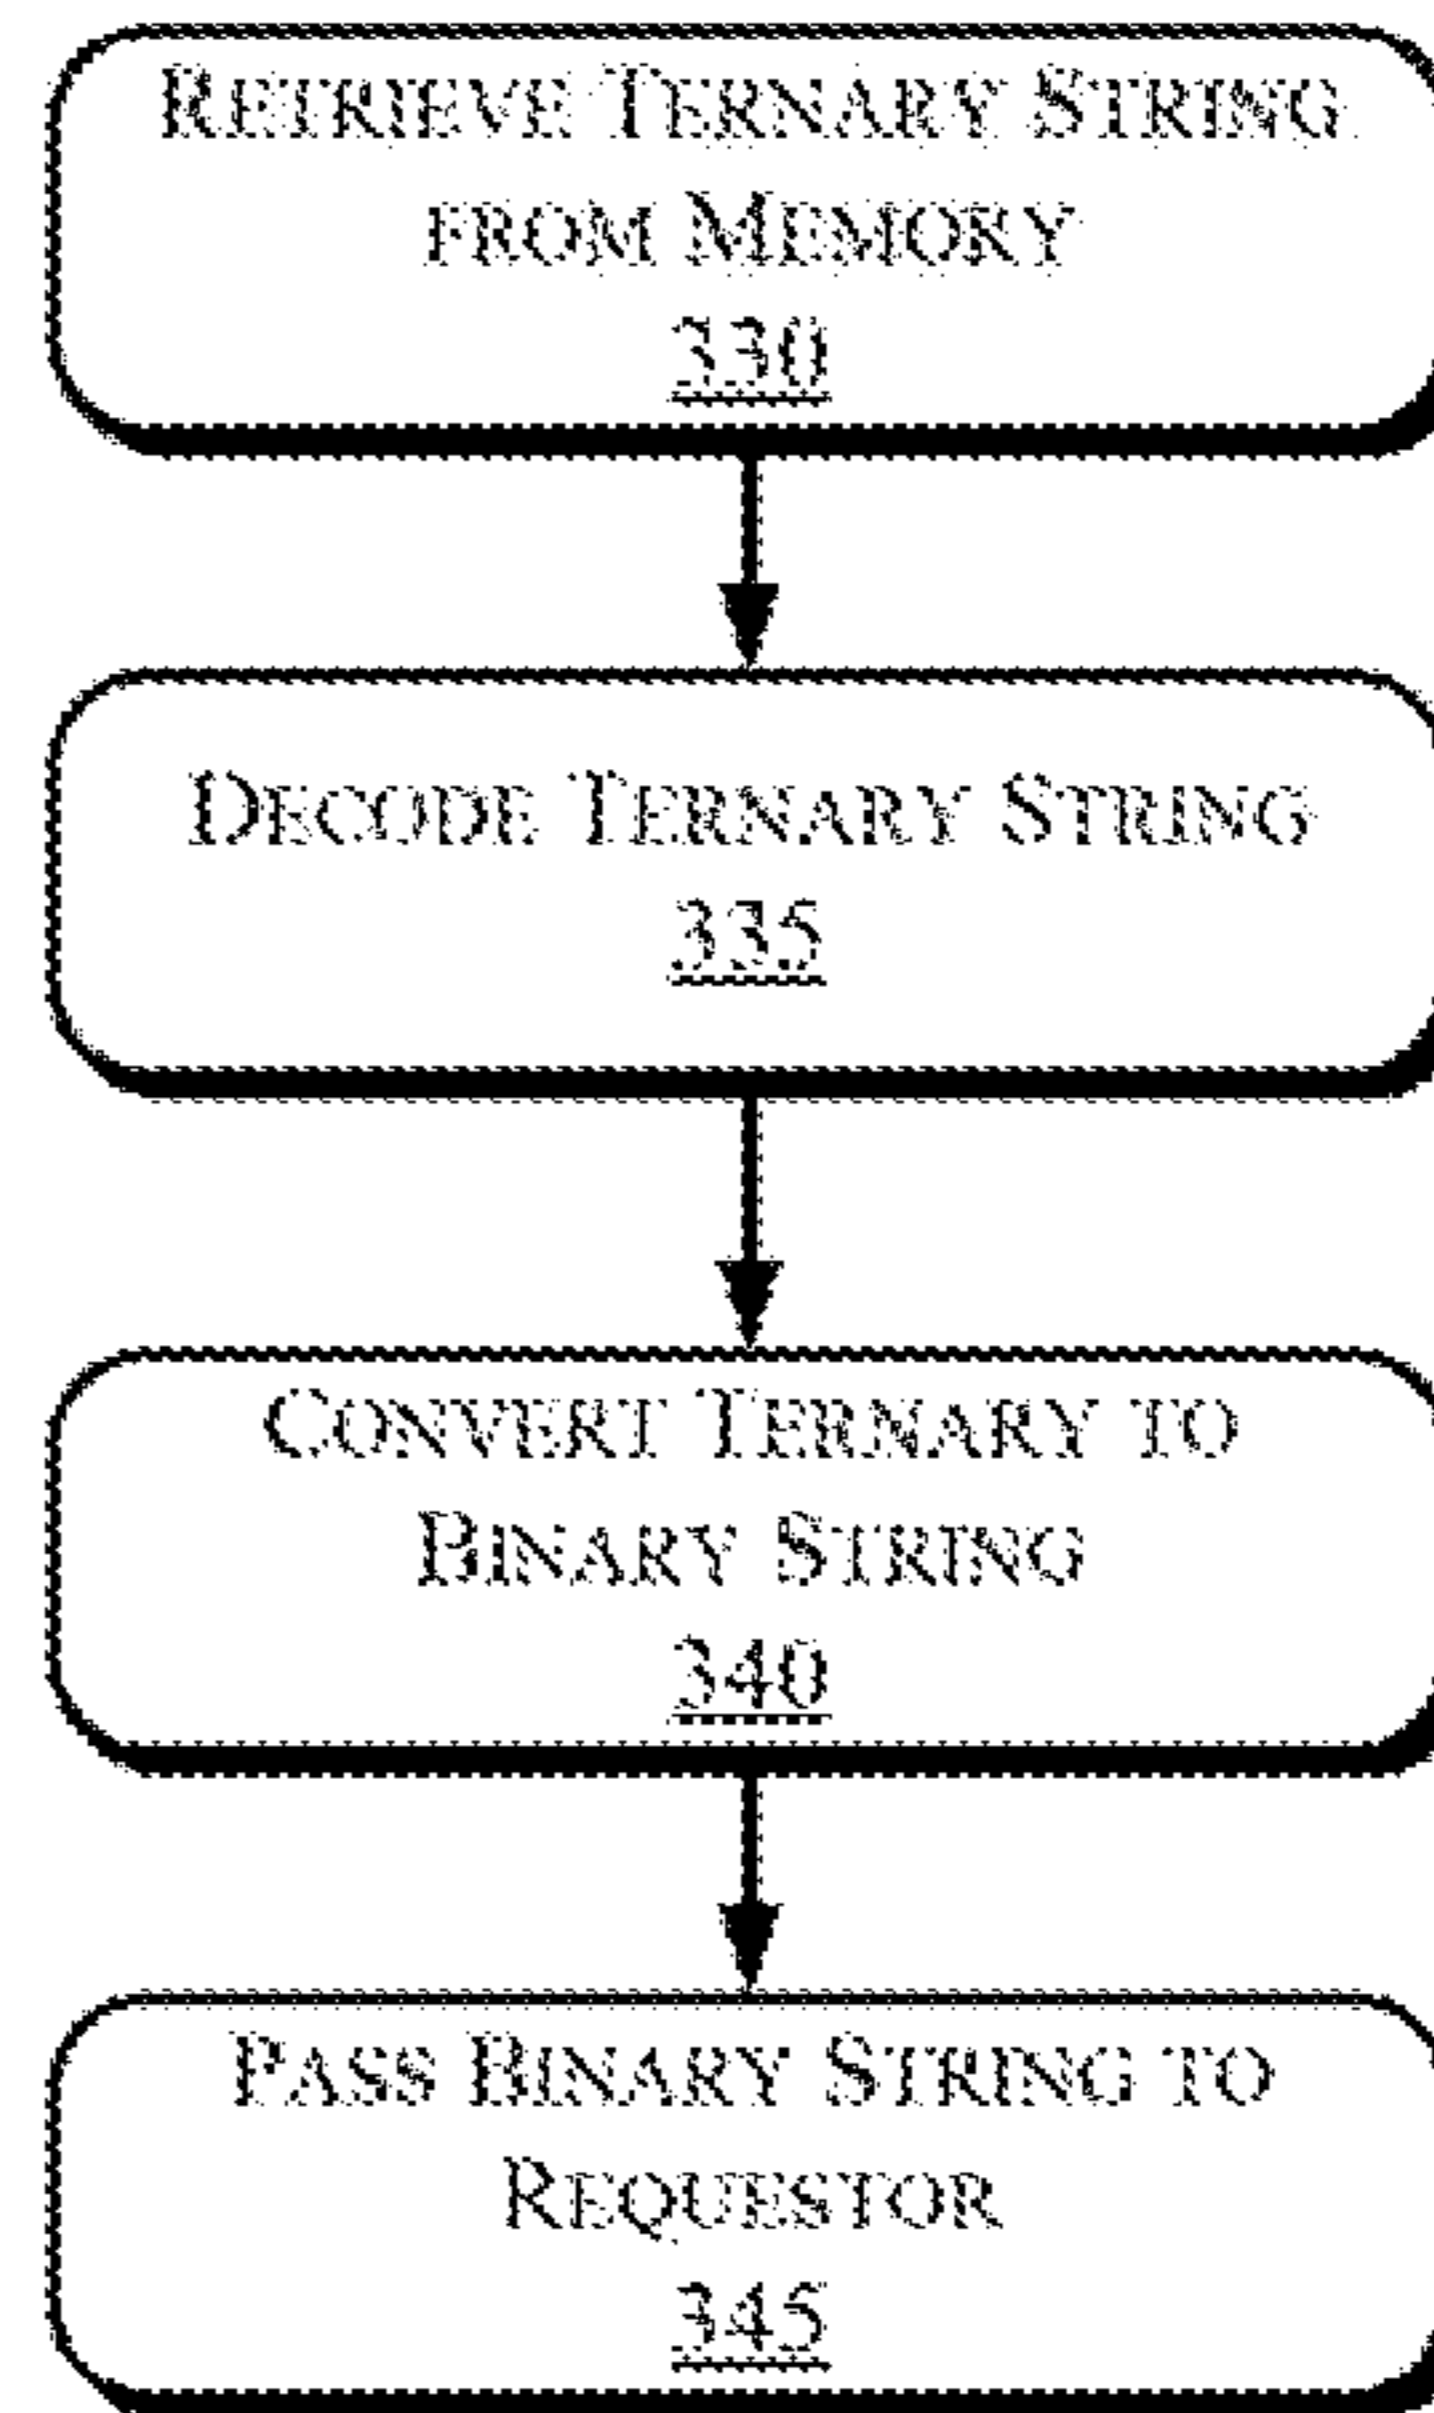 RETRIEVE TERNARY STRING
FROM MEMORY
330
DECODE TERNARY STRING
335
CONVERT TERNARY TO
BINARY STRING
340
PASS BINARY STRING TO
REQUESTOR
345